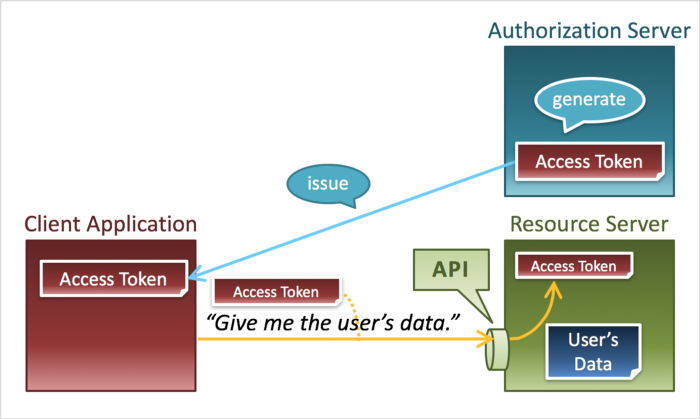 Authorization Server
generate
Access Token
issue
Client Application
Access Token
Access Token
“Give me the user’s data.”
API
Resource Server
Access Token
User’s
Data